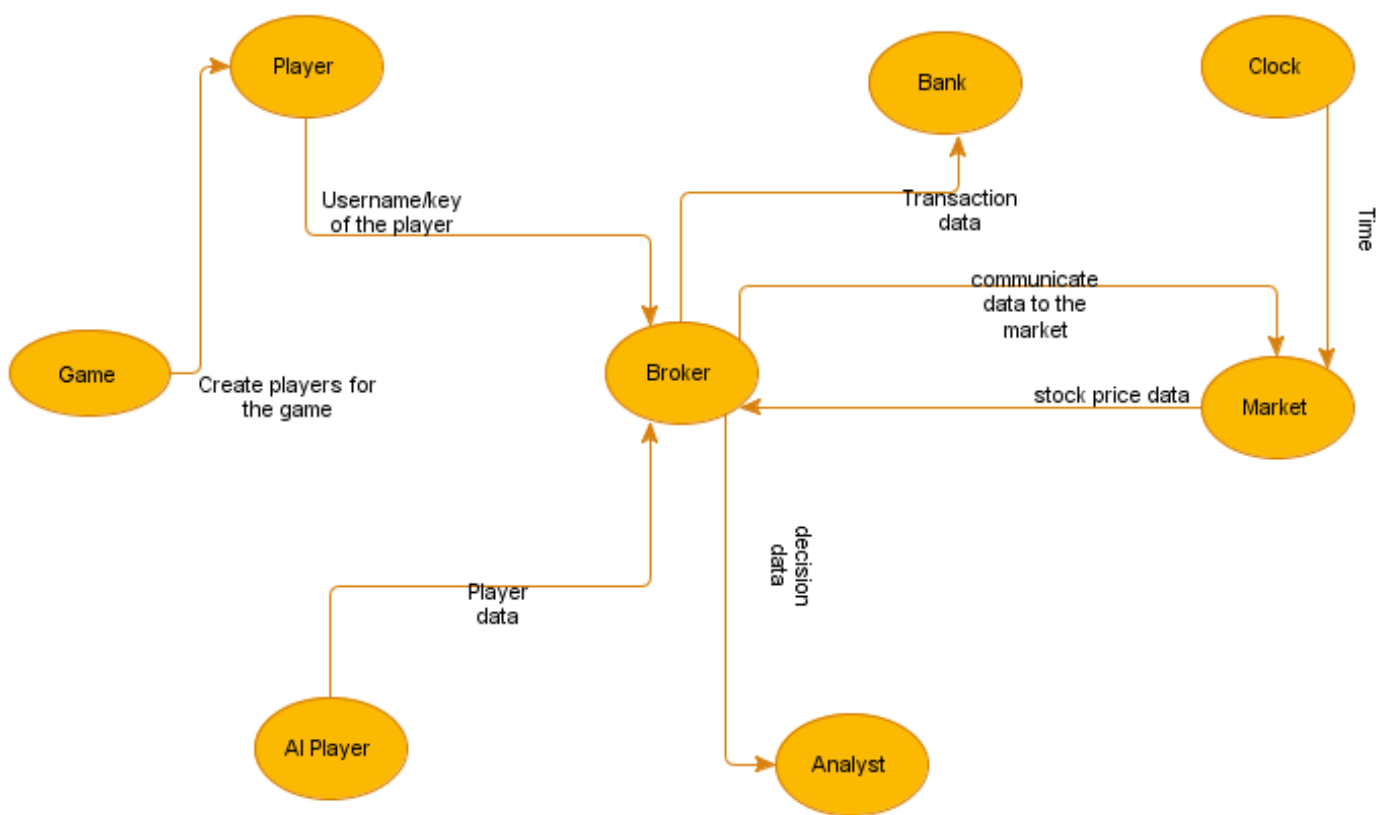 Player
Bank
Clock
Username/key
of the player
Transaction
data
Time
communicate
data to the
market
Game
Create players for
the game
Broker
stock price data
Market
decision
data
Player
data
AI Player
Analyst